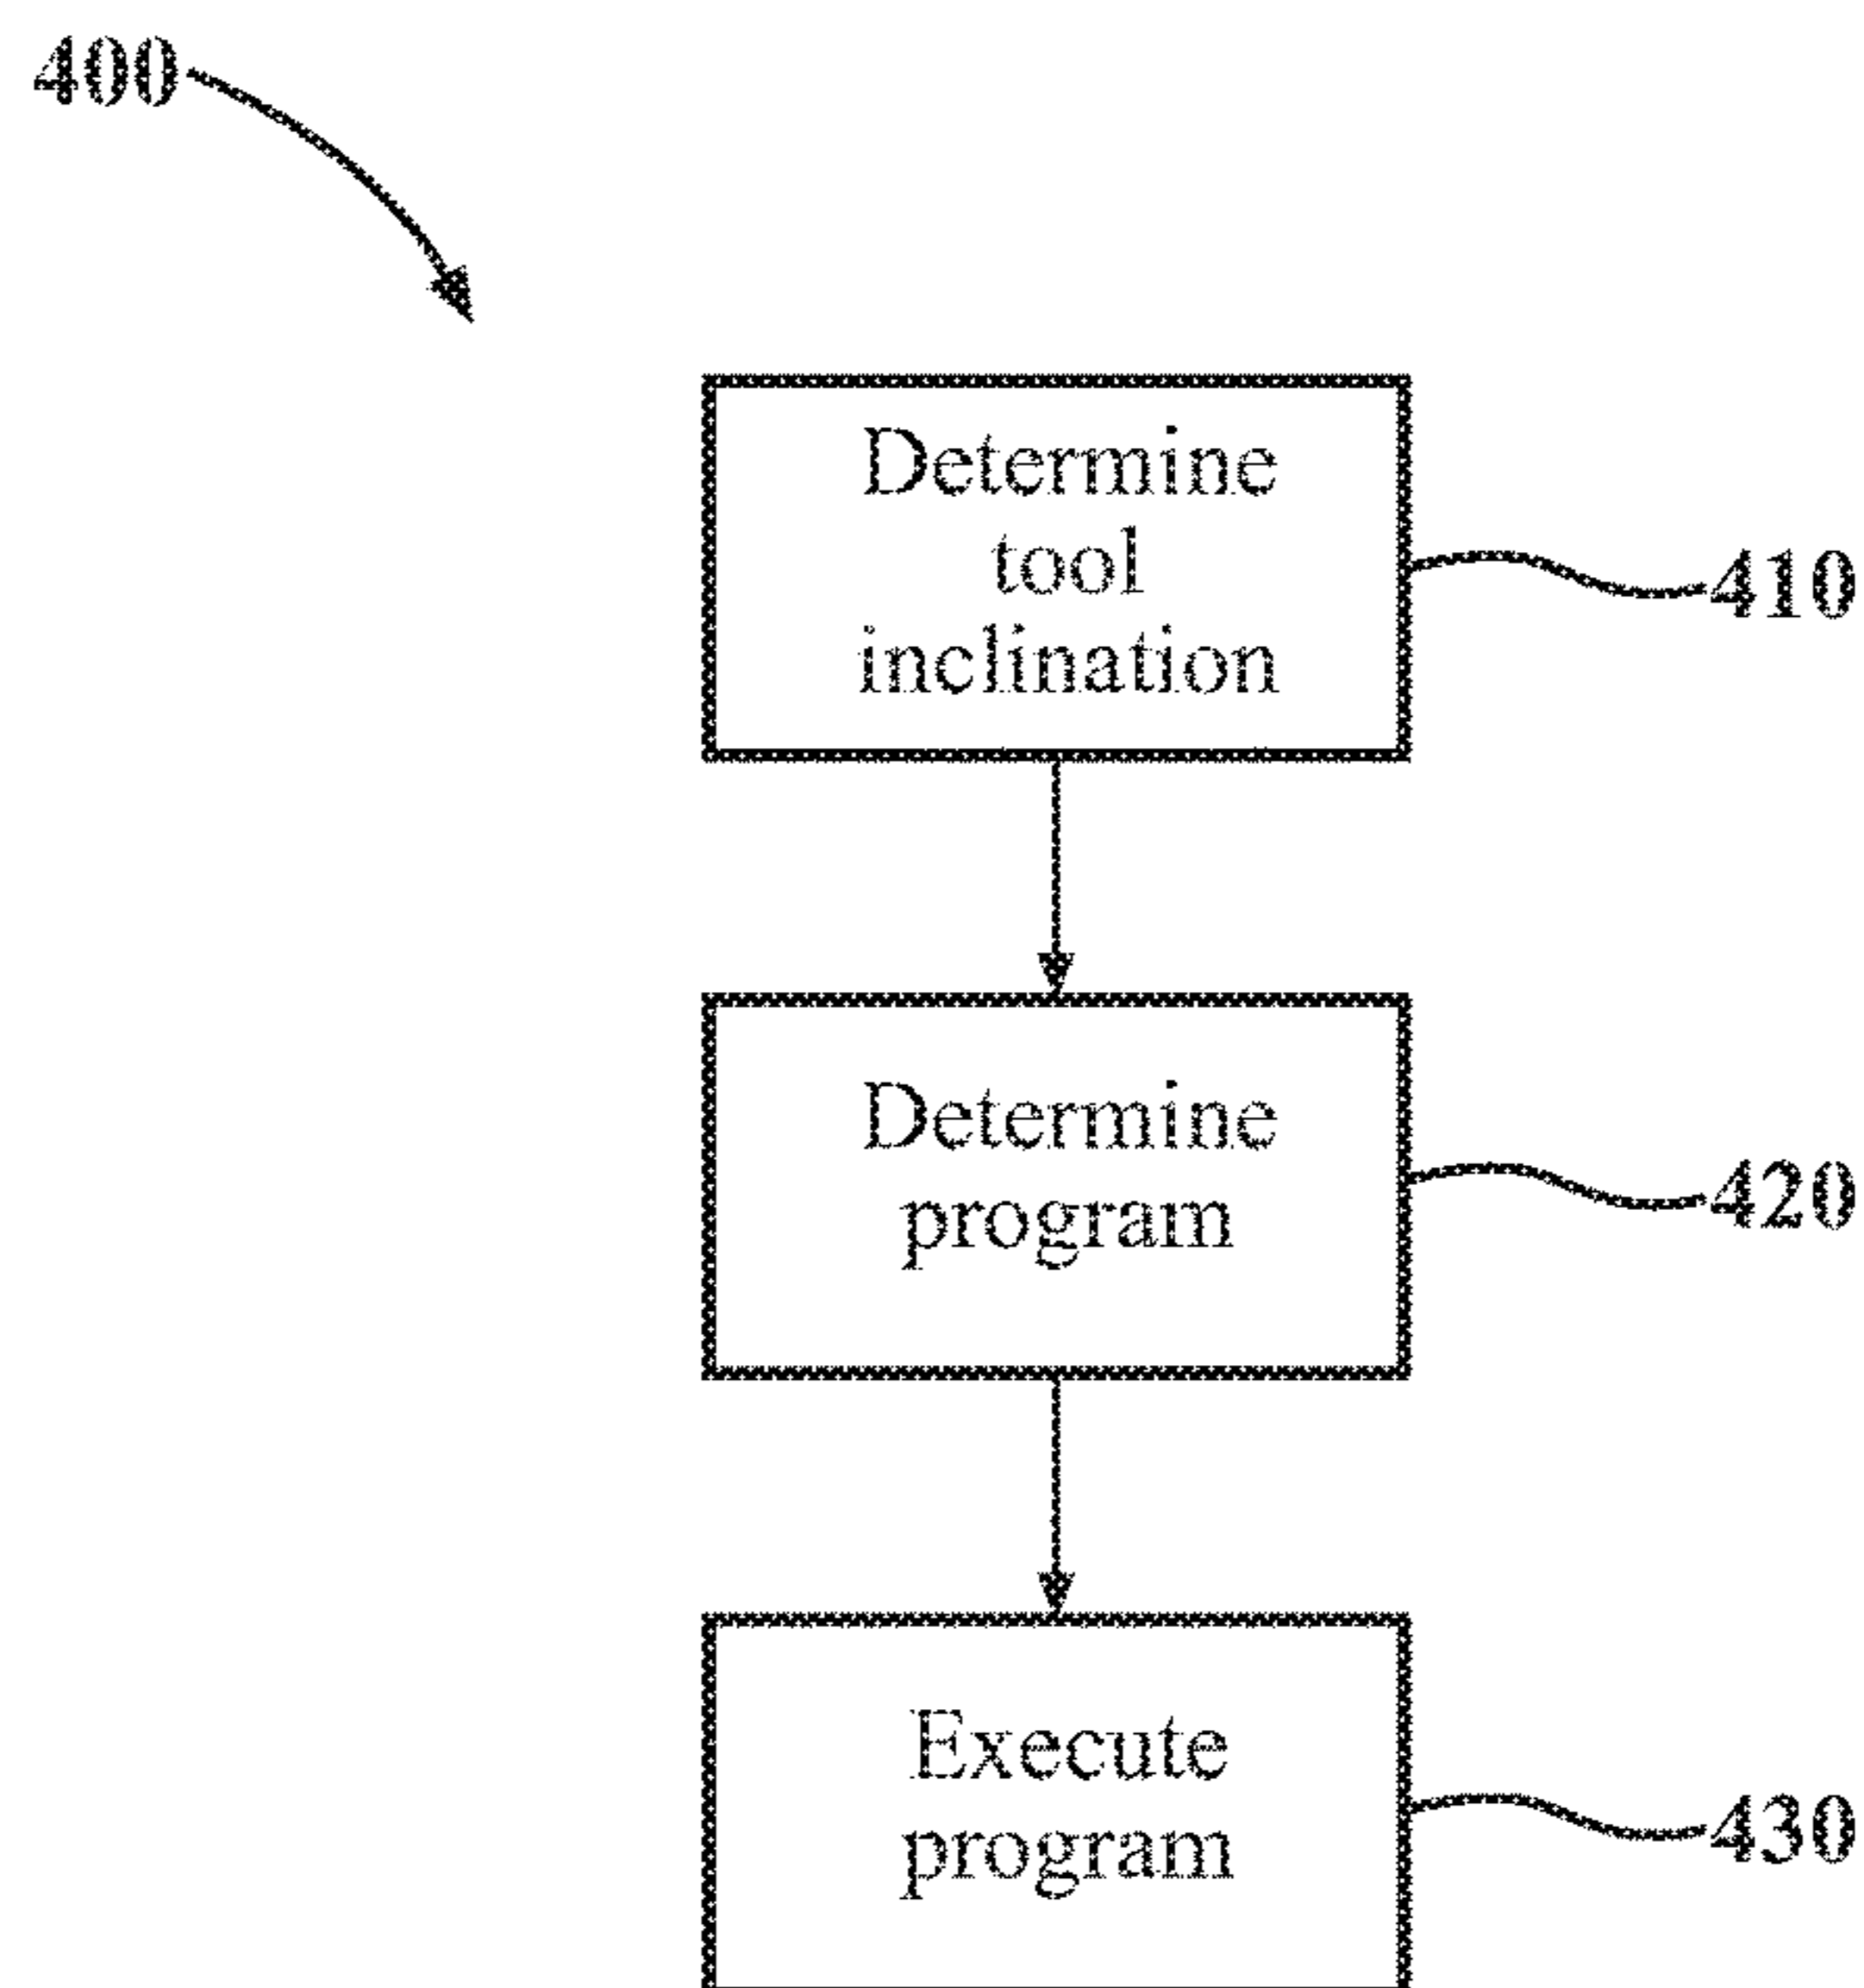 400
Determine
tool
inclination
410
Determine
program
420
Execute
program
430